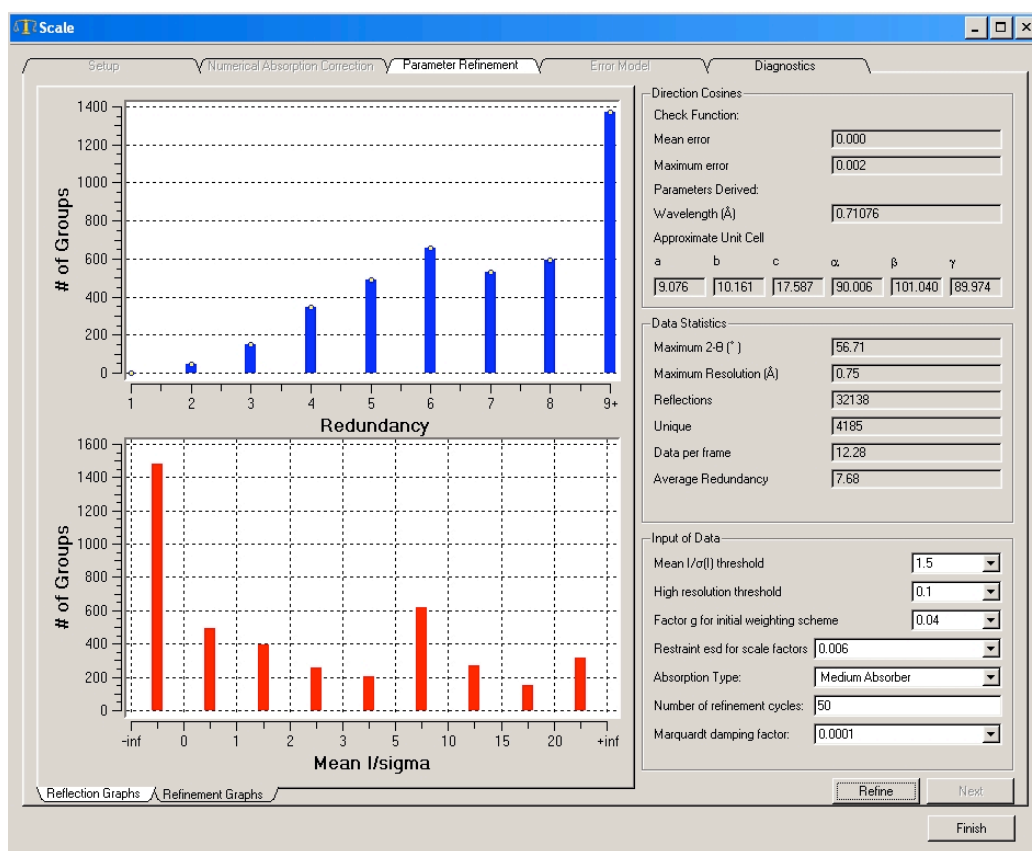 Scale
Setup Numerical Absorption Correction Parameter Refinement Error Model Diagnostics
# of Groups
1400
1200
1000
800
600
400
200
0
1 2 3 4 5 6 7 8 9+
Redundancy
# of Groups
1600
1400
1200
1000
800
600
400
200
0
-inf 0 1 2 3 5 10 15 20 +inf
Mean I/sigma
Reflection Graphs Refinement Graphs
Direction Cosines
Check Function:
Mean error 0.000
Maximum error 0.002
Parameters Derived:
Wavelength (Å) 0.71076
Approximate Unit Cell
a b c α β γ
9.076 10.161 17.587 90.006 101.040 89.974
Data Statistics
Maximum 2-θ (°) 56.71
Maximum Resolution (Å) 0.75
Reflections 32138
Unique 4185
Data per frame 12.28
Average Redundancy 7.68
Input of Data
Mean I/σ(I) threshold 1.5
High resolution threshold 0.1
Factor g for initial weighting scheme 0.04
Restraint esd for scale factors 0.006
Absorption Type: Medium Absorber
Number of refinement cycles: 50
Marquardt damping factor: 0.0001
Refine Next
Finish